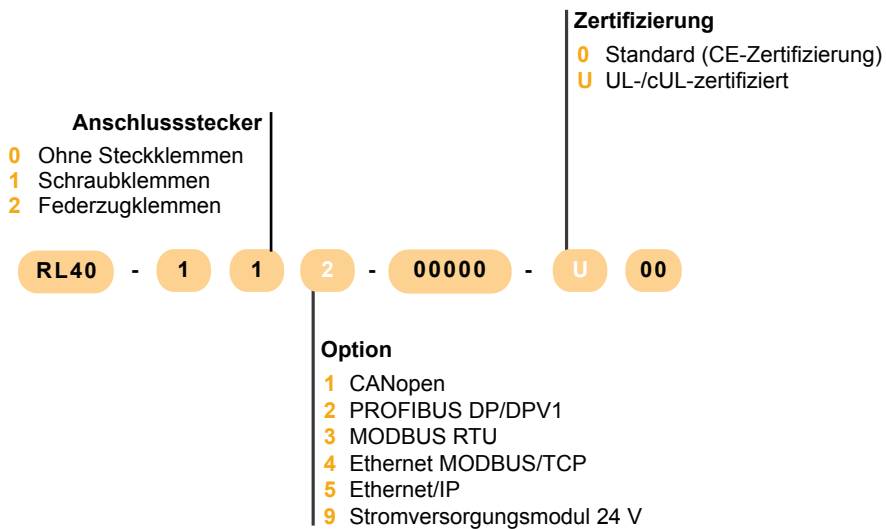 Zertifizierung
0 Standard (CE-Zertifizierung)
U UL-/cUL-zertifiziert
Anschlussstecker
0 Ohne Steckklemmen
1 Schraubklemmen
2 Federzugklemmen
RL40 - 1 1 2 - 00000 - U 00
Option
1 CANopen
2 PROFIBUS DP/DPV1
3 MODBUS RTU
4 Ethernet MODBUS/TCP
5 Ethernet/IP
9 Stromversorgungsmodul 24 V